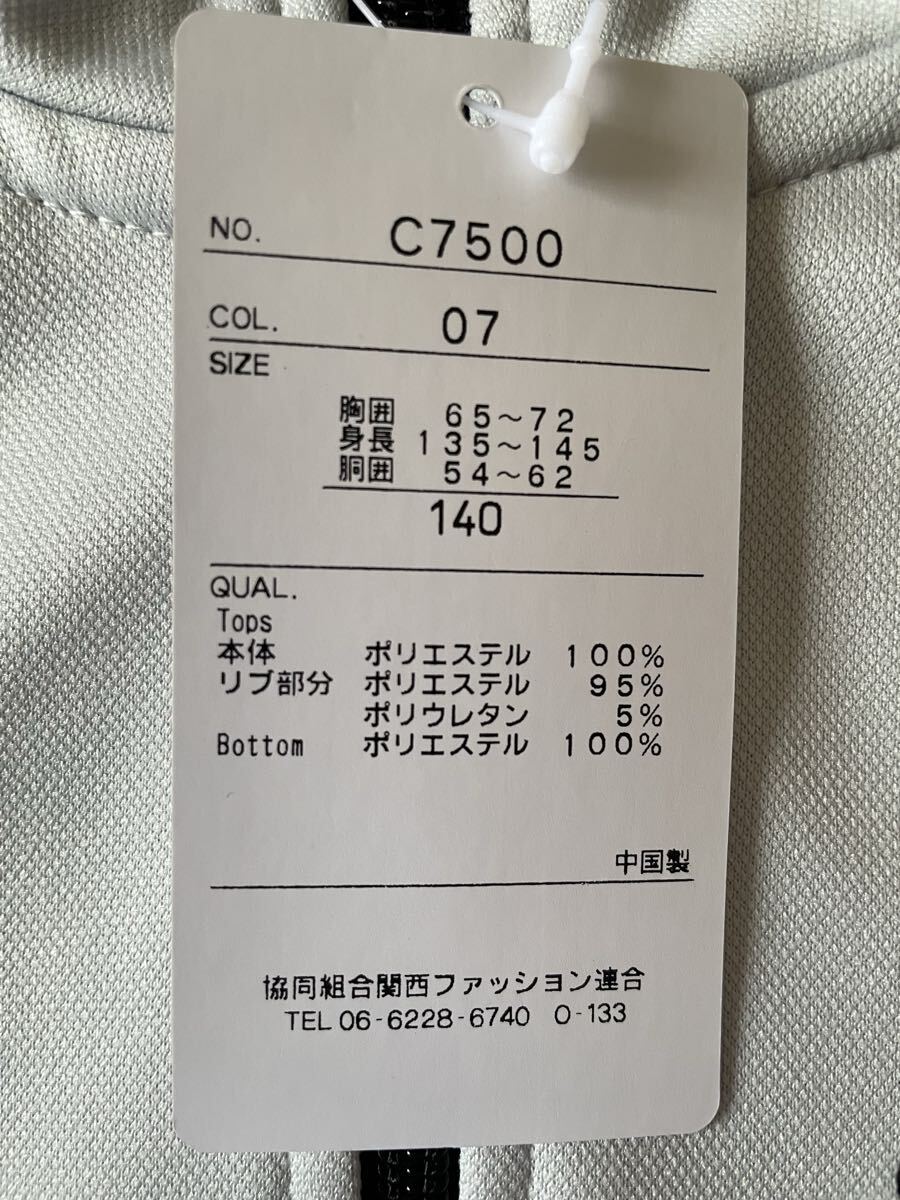 NO. C7500
COL. 07
SIZE
胸囲 65～72
身長 135～145
胴囲 54～62
140
QUAL.
Tops
本体 ポリエステル 100%
リブ部分 ポリエステル 95%
ポリウレタン 5%
Bottom ポリエステル 100%
中国製
協同組合関西ファッション連合
TEL 06-6228-6740 O-133